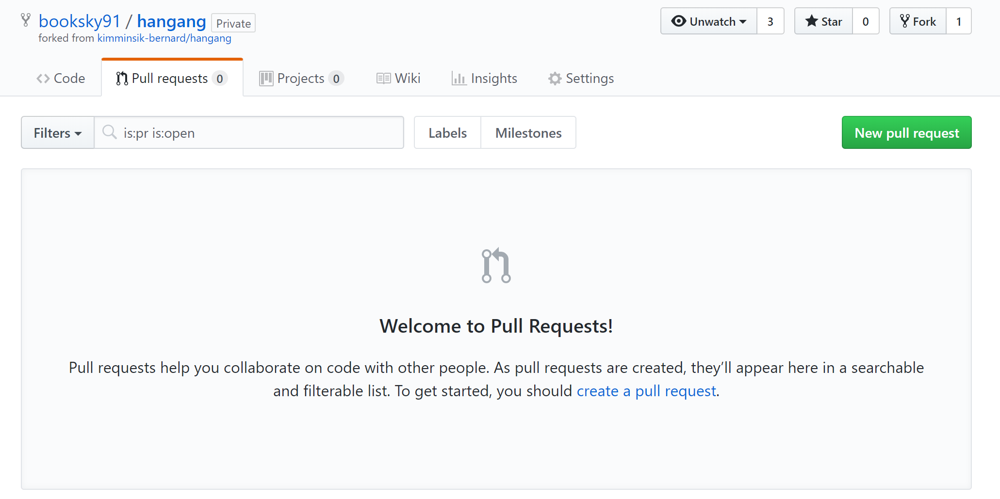 booksky91 / hangang Private
forked from kimminsik-bernard/hangang
Unwatch 3 Star 0 Fork 1
Code Pull requests 0 Projects 0 Wiki Insights Settings
Filters is:pr is:open Labels Milestones New pull request
Welcome to Pull Requests!
Pull requests help you collaborate on code with other people. As pull requests are created, they’ll appear here in a searchable
and filterable list. To get started, you should create a pull request.